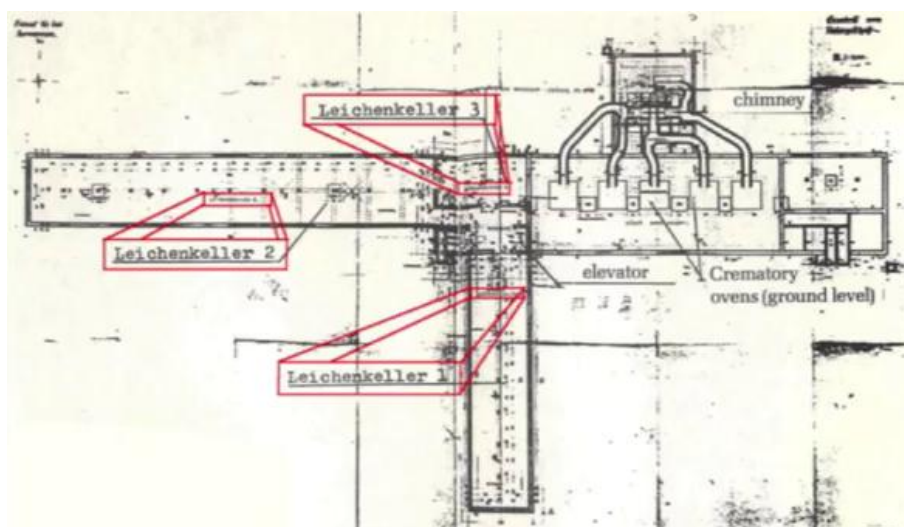 Leichenkeller 3
chimney
Leichenkeller 2
elevator
Crematory
ovens (ground level)
Leichenkeller 1